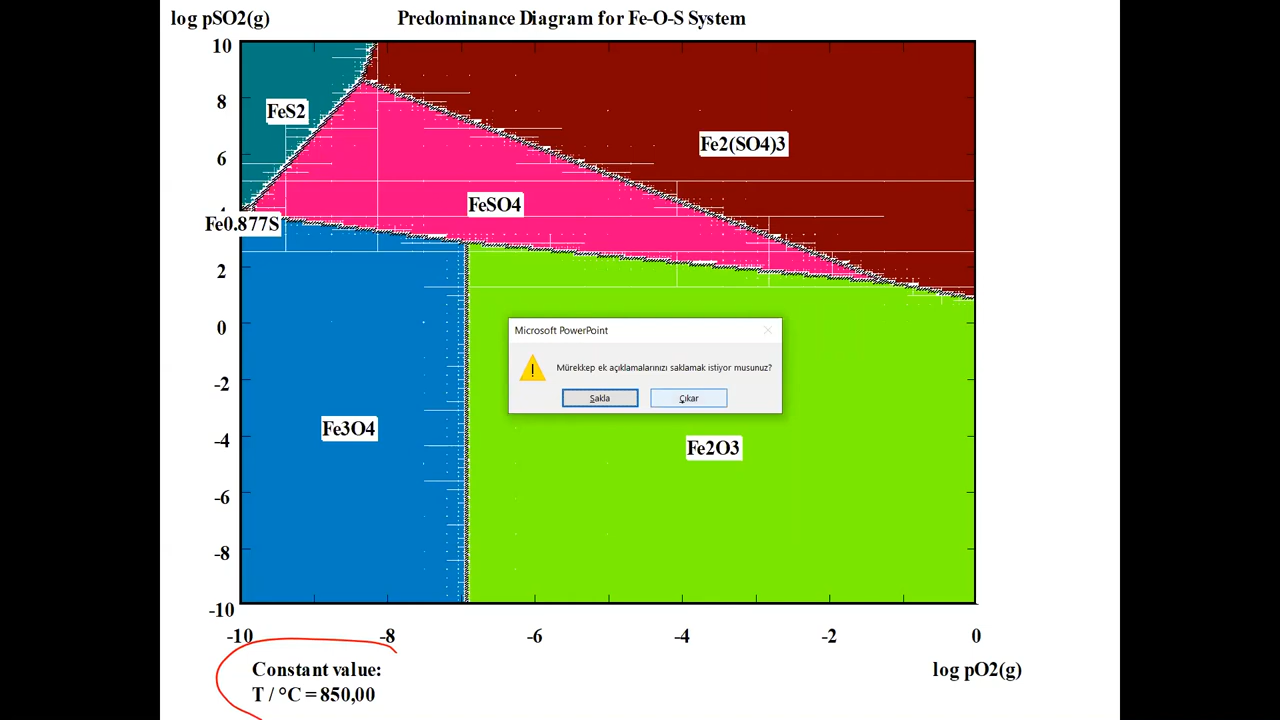 log pSO2(g)
Predominance Diagram for Fe-O-S System
10
8
6
4
2
0
-2
-4
-6
-8
-10
FeS2
Fe2(SO4)3
FeSO4
Fe0.877S
Microsoft PowerPoint
Mürekkep ek açıklamalarınızı saklamak istiyor musunuz?
Sakla
Çıkar
Fe3O4
Fe2O3
-10
-8
-6
-4
-2
0
Constant value:
T / °C = 850,00
log pO2(g)